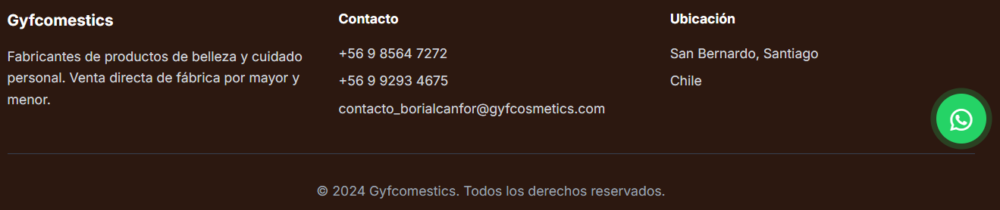 Gyfcomestics
Fabricantes de productos de belleza y cuidado
personal. Venta directa de fábrica por mayor y
menor.
Contacto
+56 9 8564 7272
+56 9 9293 4675
contacto_borialcanfor@gyfcosmetics.com
Ubicación
San Bernardo, Santiago
Chile
© 2024 Gyfcomestics. Todos los derechos reservados.